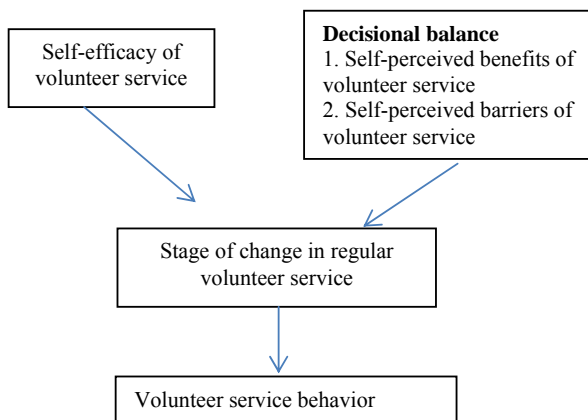 Self-efficacy of
volunteer service
Decisional balance
1. Self-perceived benefits of
volunteer service
2. Self-perceived barriers of
volunteer service
Stage of change in regular
volunteer service
Volunteer service behavior